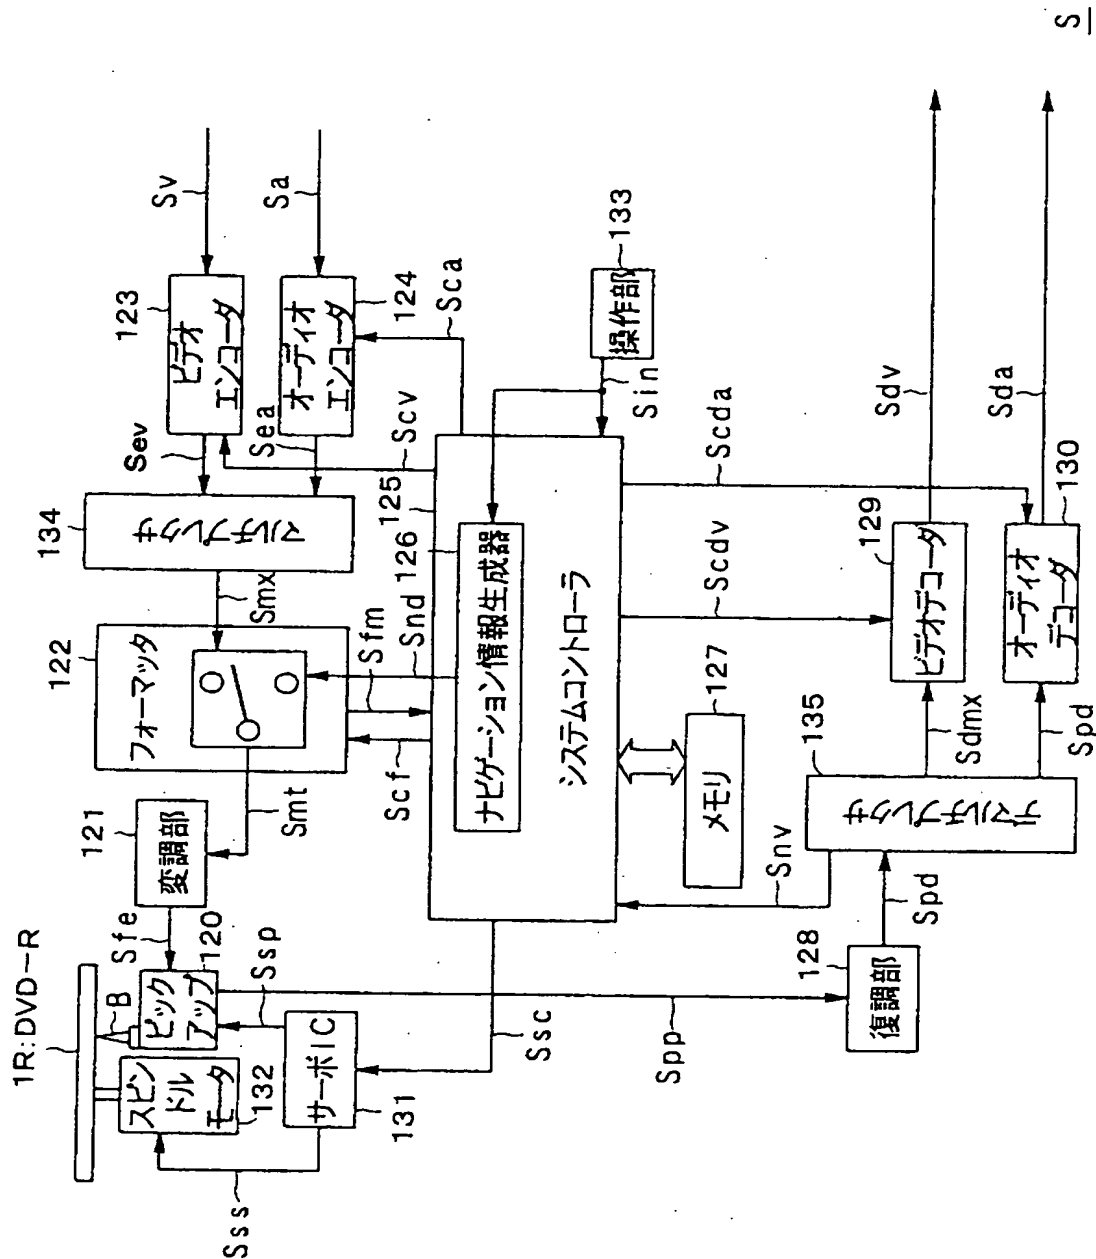 S
1R:DVD-R
B
スピン
ドル
モータ
132
ピック
アップ
120
Sfe
変調部
121
Smt
フォーマッタ
122
Smx
マルチプレクサ
134
Sev
Sea
ビデオ
エンコーダ
123
オーディオ
エンコーダ
124
Sv
Sa
Sss
サーボIC
131
Ssp
Ssc
Scf
Sfm
Snd
Scv
Sca
125
126
ナビゲーション情報生成器
システムコントローラ
Sin
操作部
133
メモリ
127
Spp
復調部
128
Spd
Snv
デマルチプレクサ
135
Sdmx
Spd
Scdv
Scda
ビデオデコーダ
129
オーディオ
デコーダ
130
Sdv
Sda